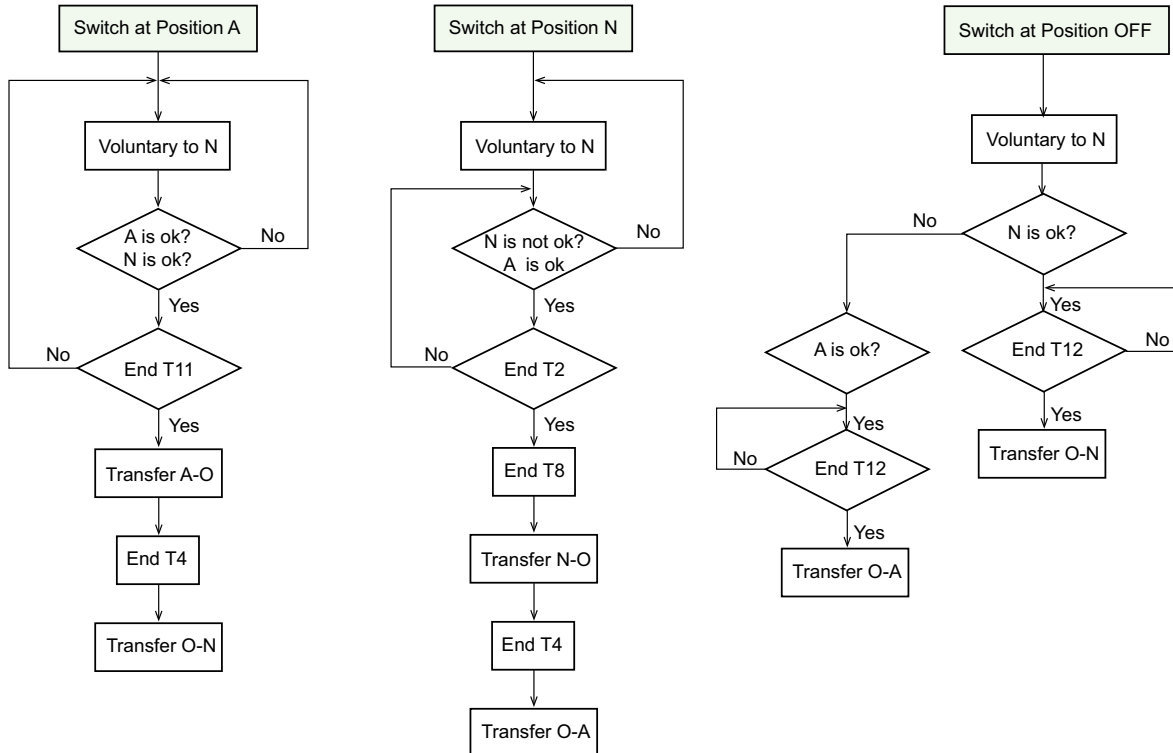 Switch at Position A
Voluntary to N
A is ok?
N is ok?
No
Yes
No
End T11
Yes
Transfer A-O
End T4
Transfer O-N
Switch at Position N
Voluntary to N
N is not ok?
A is ok
No
Yes
No
End T2
Yes
End T8
Transfer N-O
End T4
Transfer O-A
Switch at Position OFF
Voluntary to N
No
N is ok?
Yes
End T12
No
Yes
Transfer O-N
A is ok?
Yes
No
End T12
Yes
Transfer O-A